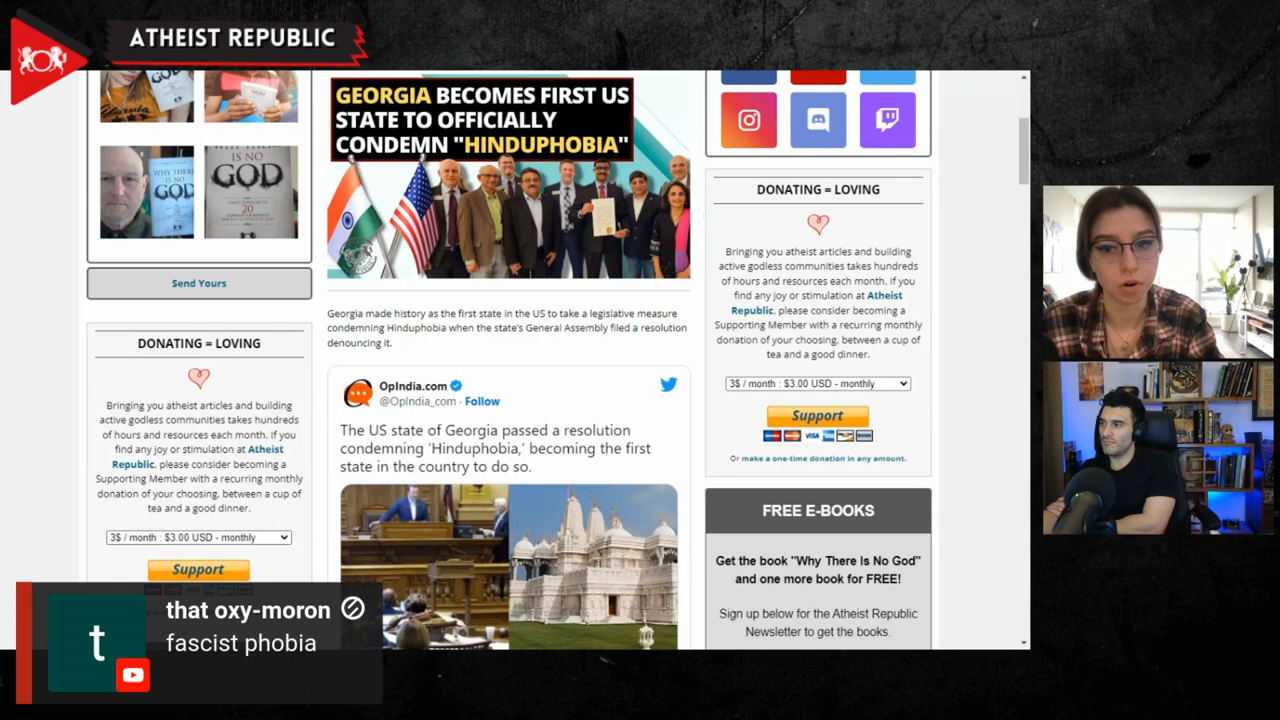 ATHEIST REPUBLIC
GOD
WHY THERE
IS NO
GOD
WHY THERE
IS NO
GOD
20
Send Yours
DONATING = LOVING
Bringing you atheist articles and building
active godless communities takes hundreds
of hours and resources each month. If you
find any joy or stimulation at Atheist
Republic, please consider becoming a
Supporting Member with a recurring monthly
donation of your choosing, between a cup of
tea and a good dinner.
3$ / month : $3.00 USD - monthly
Support
GEORGIA BECOMES FIRST US
STATE TO OFFICIALLY
CONDEMN "HINDUPHOBIA"
Georgia made history as the first state in the US to take a legislative measure
condemning Hinduphobia when the state's General Assembly filed a resolution
denouncing it.
OpIndia.com
@OpIndia_com · Follow
The US state of Georgia passed a resolution
condemning 'Hinduphobia,' becoming the first
state in the country to do so.
DONATING = LOVING
Bringing you atheist articles and building
active godless communities takes hundreds
of hours and resources each month. If you
find any joy or stimulation at Atheist
Republic, please consider becoming a
Supporting Member with a recurring monthly
donation of your choosing, between a cup of
tea and a good dinner.
3$ / month : $3.00 USD - monthly
Support
VISA
BANK
Or make a one-time donation in any amount.
FREE E-BOOKS
Get the book "Why There Is No God"
and one more book for FREE!
Sign up below for the Atheist Republic
Newsletter to get the books.
t
that oxy-moron
fascist phobia